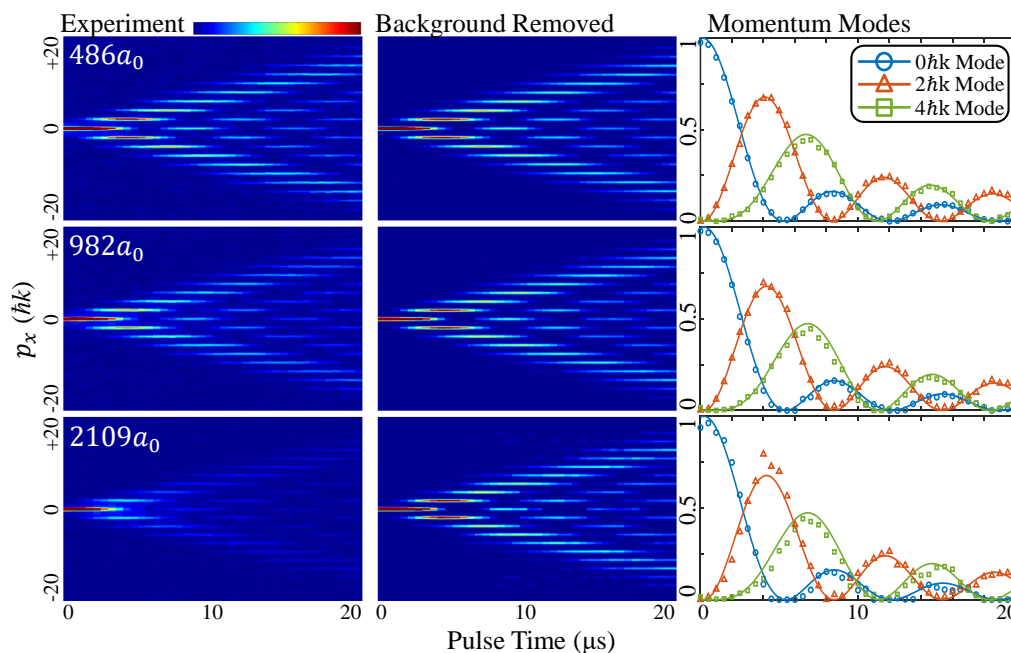 Experiment
Background Removed
Momentum Modes
486a₀
+20
0
-20
1
0.5
0
0ħk Mode
2ħk Mode
4ħk Mode
982a₀
+20
0
-20
1
0.5
0
pₓ (ħk)
2109a₀
+20
0
-20
1
0.5
0
0 10 20
0 10 20
0 10 20
Pulse Time (μs)